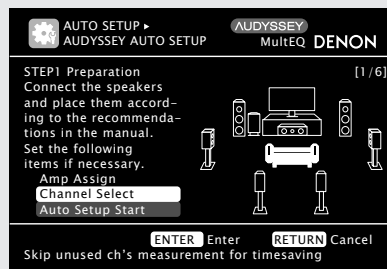 AUTO SETUP ▸
AUDYSSEY AUTO SETUP
AUDYSSEY
MultEQ
DENON
STEP1 Preparation
[1/6]
Connect the speakers
and place them accord-
ing to the recommenda-
tions in the manual.
Set the following
items if necessary.
Amp Assign
Channel Select
Auto Setup Start
ENTER Enter
RETURN Cancel
Skip unused ch's measurement for timesaving